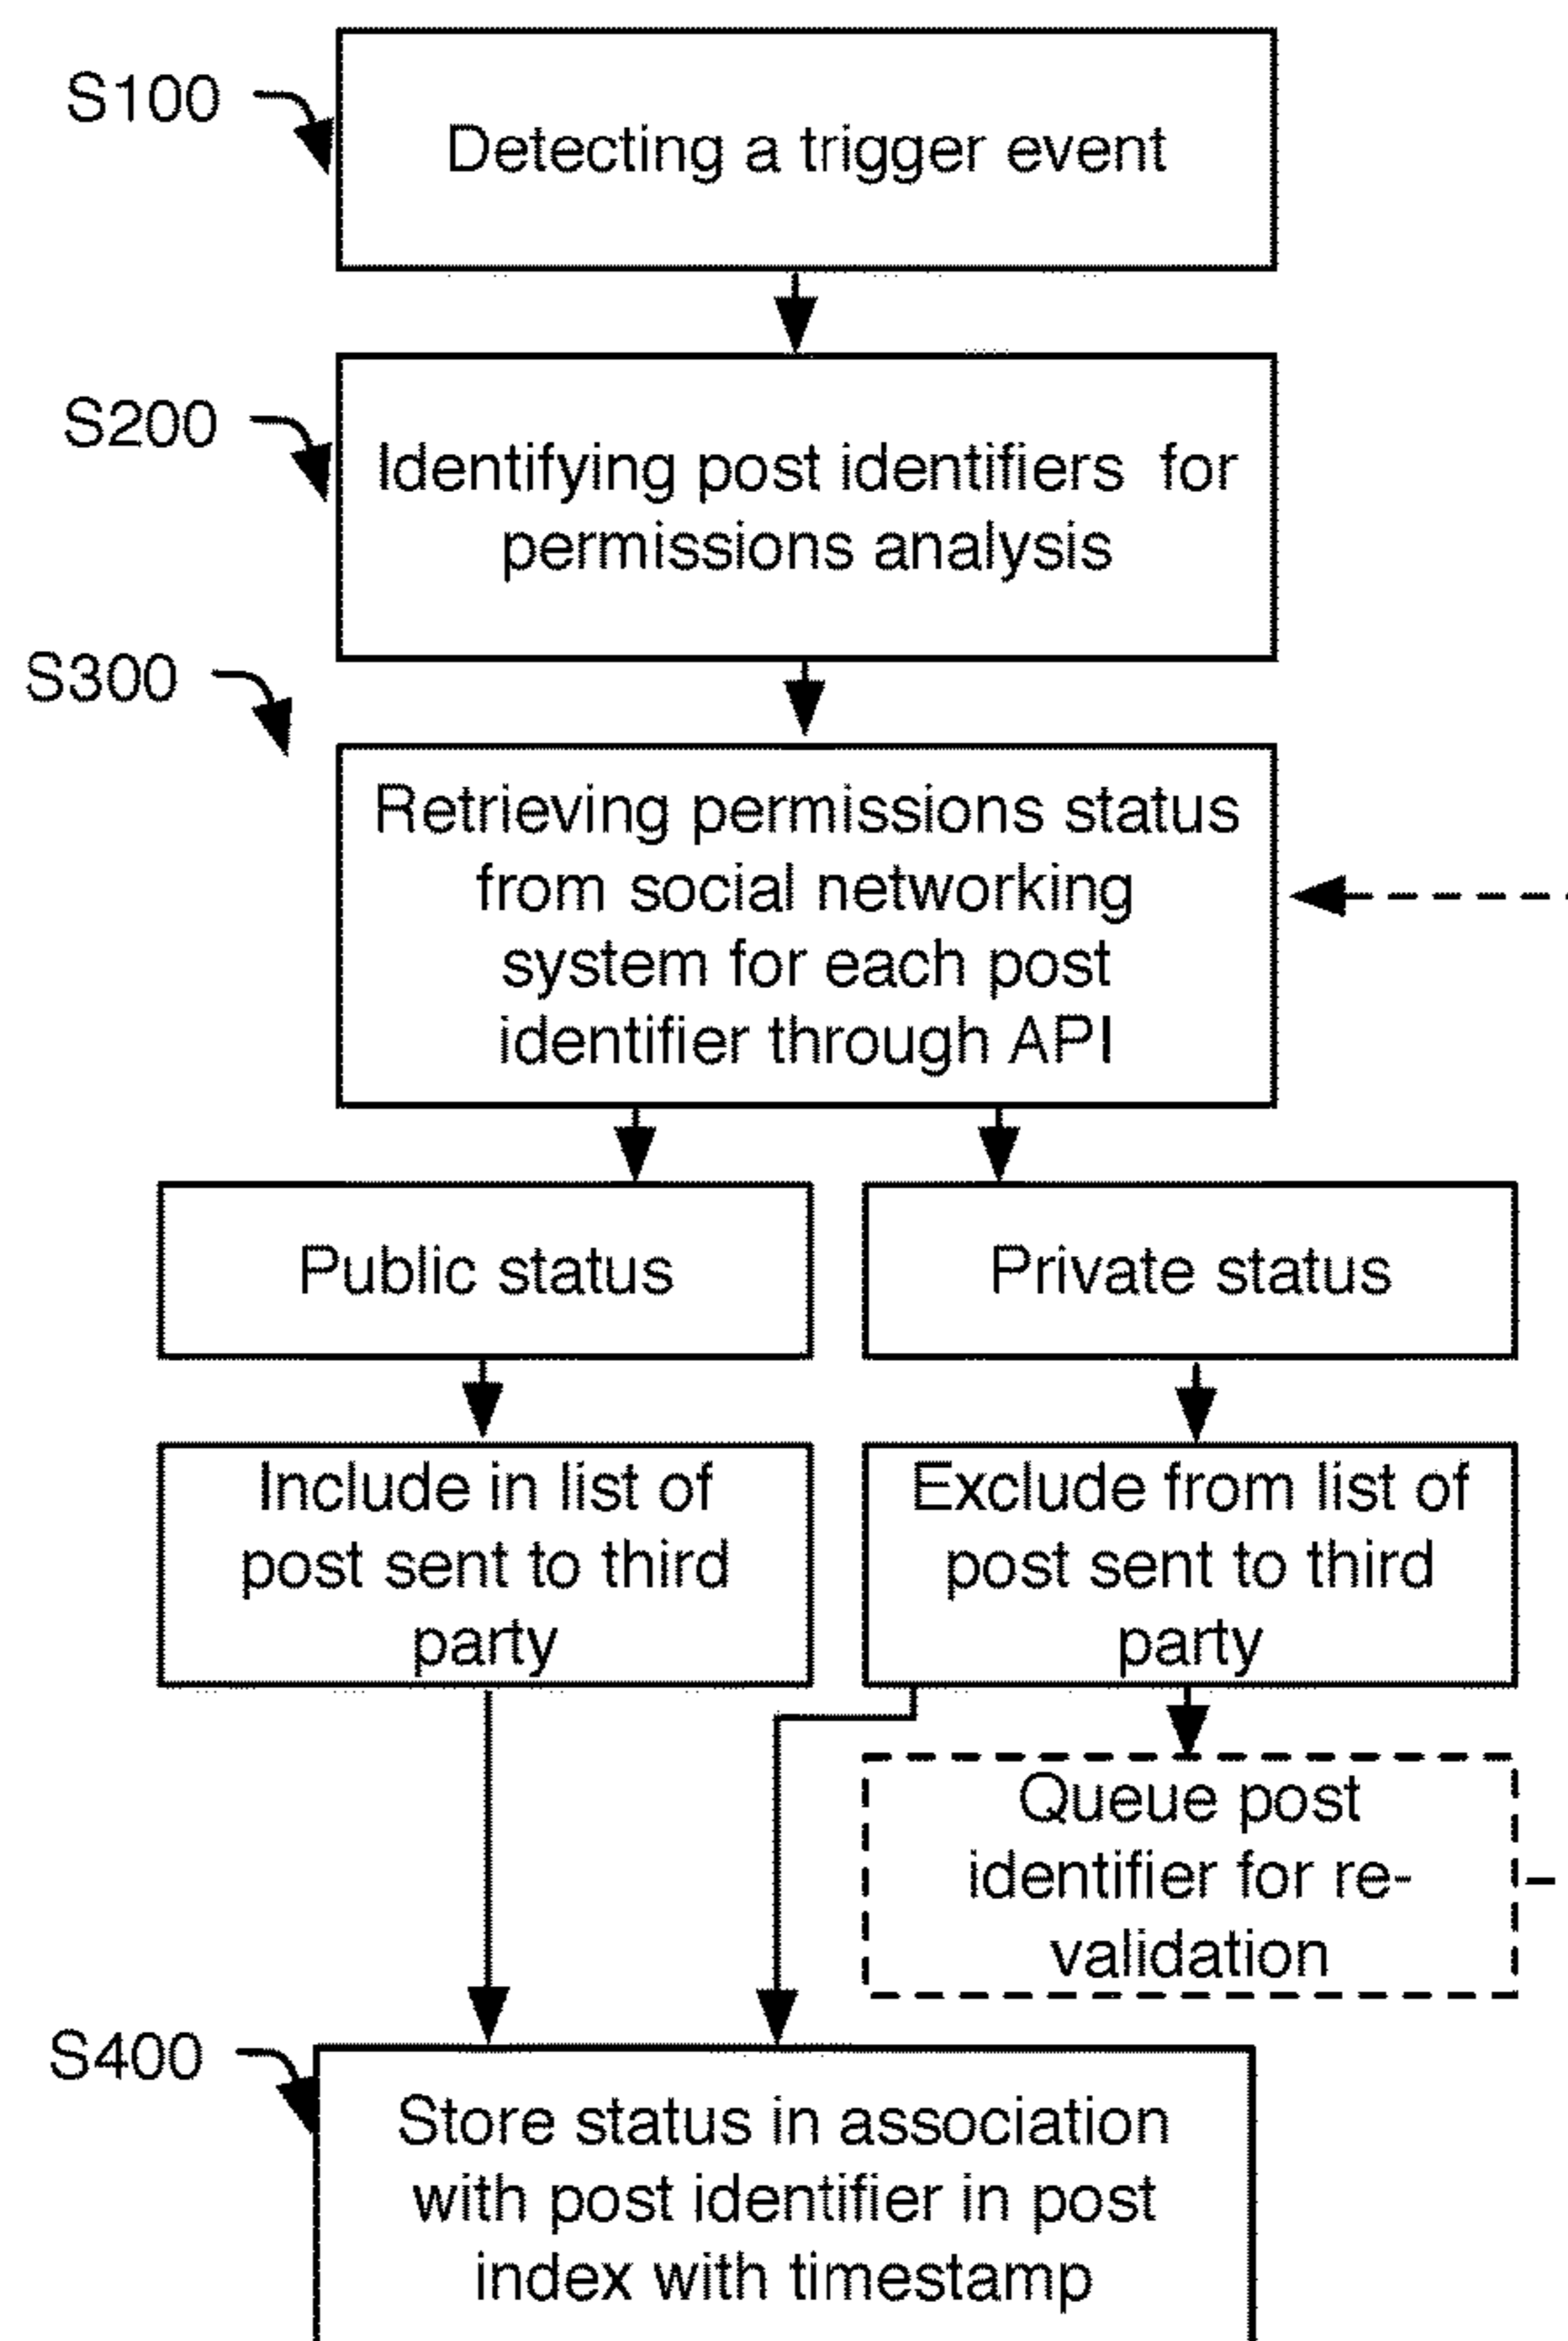 S100
Detecting a trigger event
S200
Identifying post identifiers for
permissions analysis
S300
Retrieving permissions status
from social networking
system for each post
identifier through API
Public status
Private status
Include in list of
post sent to third
party
Exclude from list of
post sent to third
party
Queue post
identifier for re-
validation
S400
Store status in association
with post identifier in post
index with timestamp